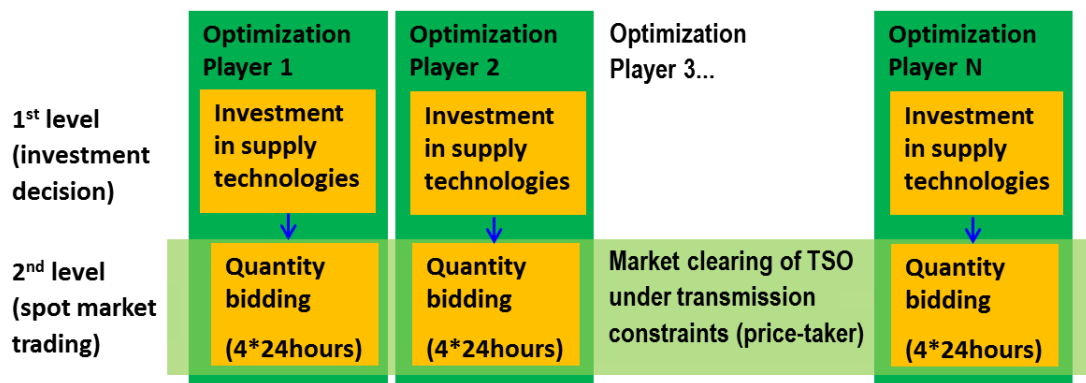 Optimization
Player 1
Optimization
Player 2
Optimization
Player 3...
Optimization
Player N
1st level
(investment
decision)
Investment
in supply
technologies
Investment
in supply
technologies
Investment
in supply
technologies
2nd level
(spot market
trading)
Quantity
bidding
(4*24hours)
Quantity
bidding
(4*24hours)
Market clearing of TSO
under transmission
constraints (price-taker)
Quantity
bidding
(4*24hours)